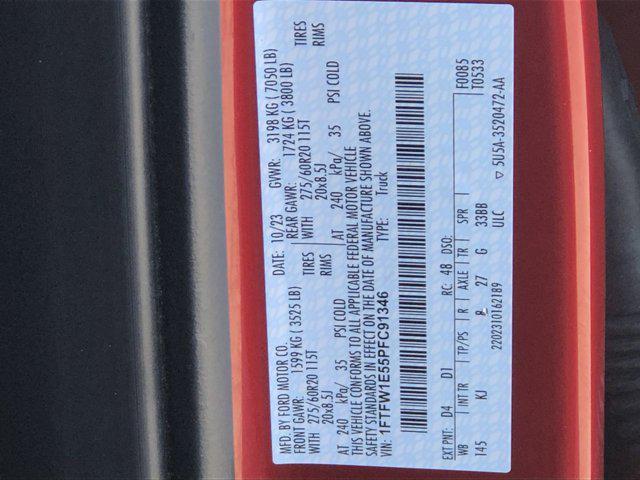 MFD. BY FORD MOTOR CO.
DATE: 10/23 GVWR: 3198 KG ( 7050 LB)
FRONT GAWR: 1599 KG ( 3525 LB) REAR GAWR: 1724 KG ( 3800 LB)
WITH 275/60R20 115T TIRES WITH 275/60R20 115T TIRES
20x8.5J RIMS 20x8.5J RIMS
AT 240 kPa/ 35 PSI COLD AT 240 kPa/ 35 PSI COLD
THIS VEHICLE CONFORMS TO ALL APPLICABLE FEDERAL MOTOR VEHICLE
SAFETY STANDARDS IN EFFECT ON THE DATE OF MANUFACTURE SHOWN ABOVE.
VIN: 1FTFW1E55PFC91346 TYPE: Truck
EXT PNT: D4 D1 RC: 48 DSO: F0085
WB INT TR TP/PS R AXLE TR SPR T0533
145 KJ 8 27 G 33BB
ULC
2202310162189 ▽ 5U5A-3520472-AA